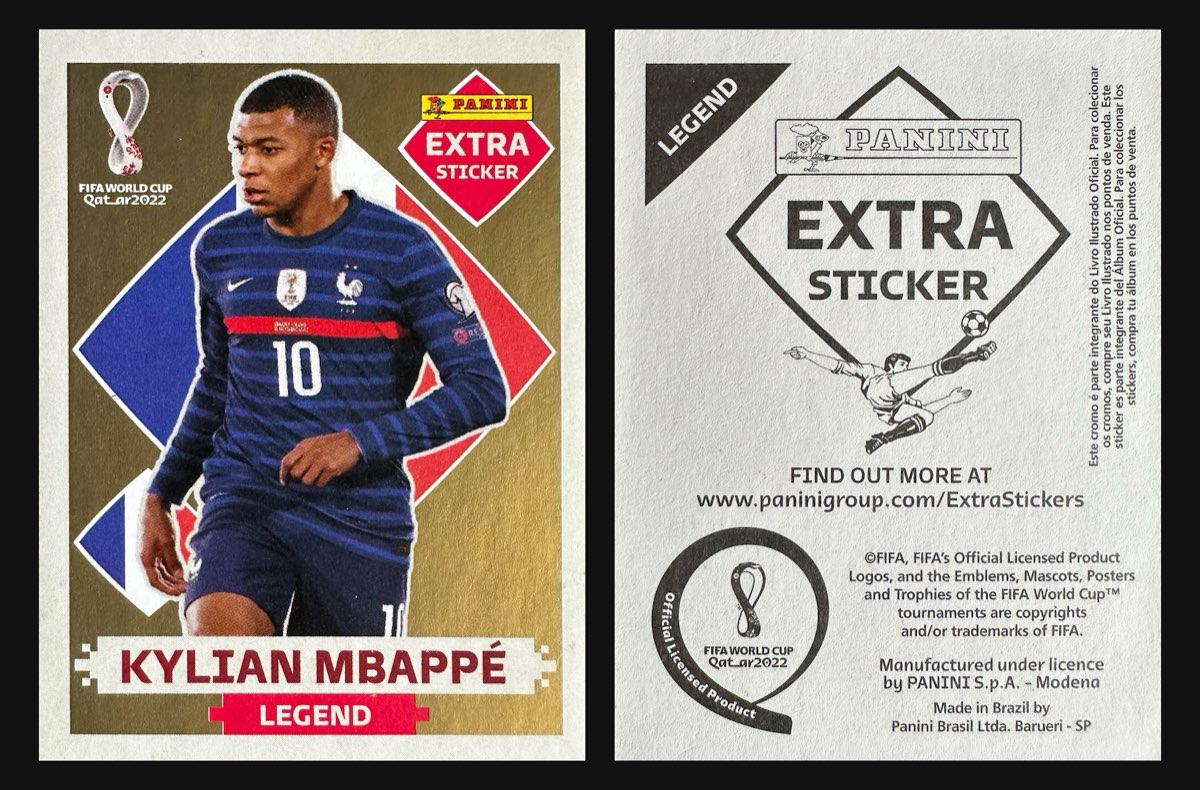 FIFA WORLD CUP
Qatar2022
PANINI
EXTRA
STICKER
10
10
KYLIAN MBAPPÉ
LEGEND
LEGEND
PANINI
EXTRA
STICKER
Este cromo é parte integrante do Livro Ilustrado Oficial. Para colecionar
os cromos, compre seu Livro Ilustrado nos pontos de venda. Este
sticker es parte integrante del Álbum Oficial. Para coleccionar los
stickers, compra tu álbum en los puntos de venta.
FIND OUT MORE AT
www.paninigroup.com/ExtraStickers
FIFA WORLD CUP
Qatar2022
Official Licensed Product
©FIFA, FIFA's Official Licensed Product
Logos, and the Emblems, Mascots, Posters
and Trophies of the FIFA World Cup™
tournaments are copyrights
and/or trademarks of FIFA.
Manufactured under licence
by PANINI S.p.A. - Modena
Made in Brazil by
Panini Brasil Ltda. Barueri - SP